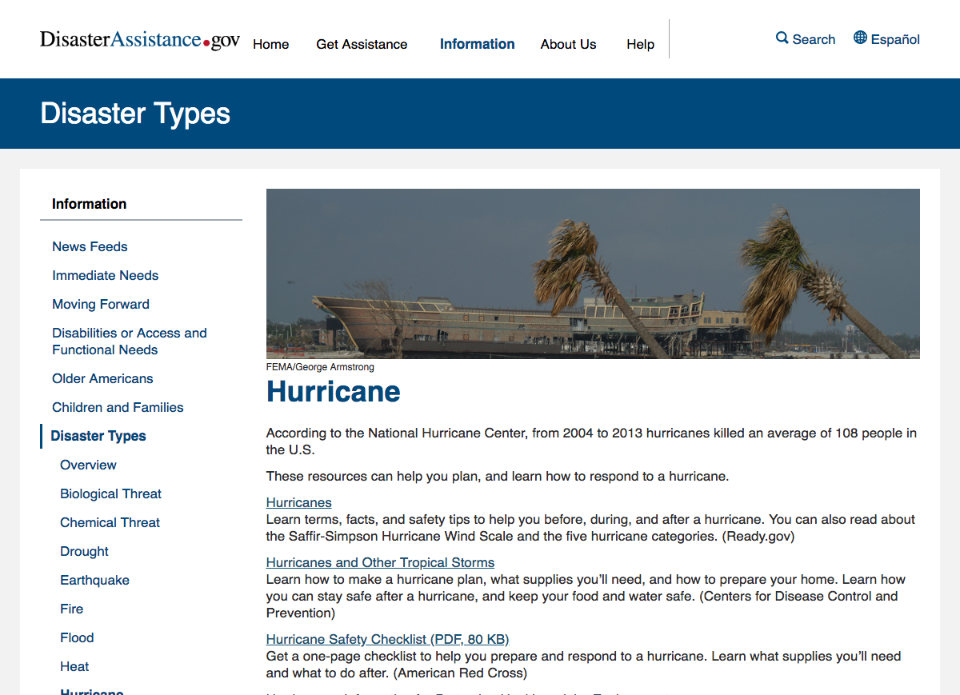 DisasterAssistance.gov
Home
Get Assistance
Information
About Us
Help
Search
Español
Disaster Types
Information
News Feeds
Immediate Needs
Moving Forward
Disabilities or Access and
Functional Needs
Older Americans
Children and Families
Disaster Types
Overview
Biological Threat
Chemical Threat
Drought
Earthquake
Fire
Flood
Heat
Hurricane
FEMA/George Armstrong
Hurricane
According to the National Hurricane Center, from 2004 to 2013 hurricanes killed an average of 108 people in
the U.S.
These resources can help you plan, and learn how to respond to a hurricane.
Hurricanes
Learn terms, facts, and safety tips to help you before, during, and after a hurricane. You can also read about
the Saffir-Simpson Hurricane Wind Scale and the five hurricane categories. (Ready.gov)
Hurricanes and Other Tropical Storms
Learn how to make a hurricane plan, what supplies you'll need, and how to prepare your home. Learn how
you can stay safe after a hurricane, and keep your food and water safe. (Centers for Disease Control and
Prevention)
Hurricane Safety Checklist (PDF, 80 KB)
Get a one-page checklist to help you prepare and respond to a hurricane. Learn what supplies you'll need
and what to do after. (American Red Cross)